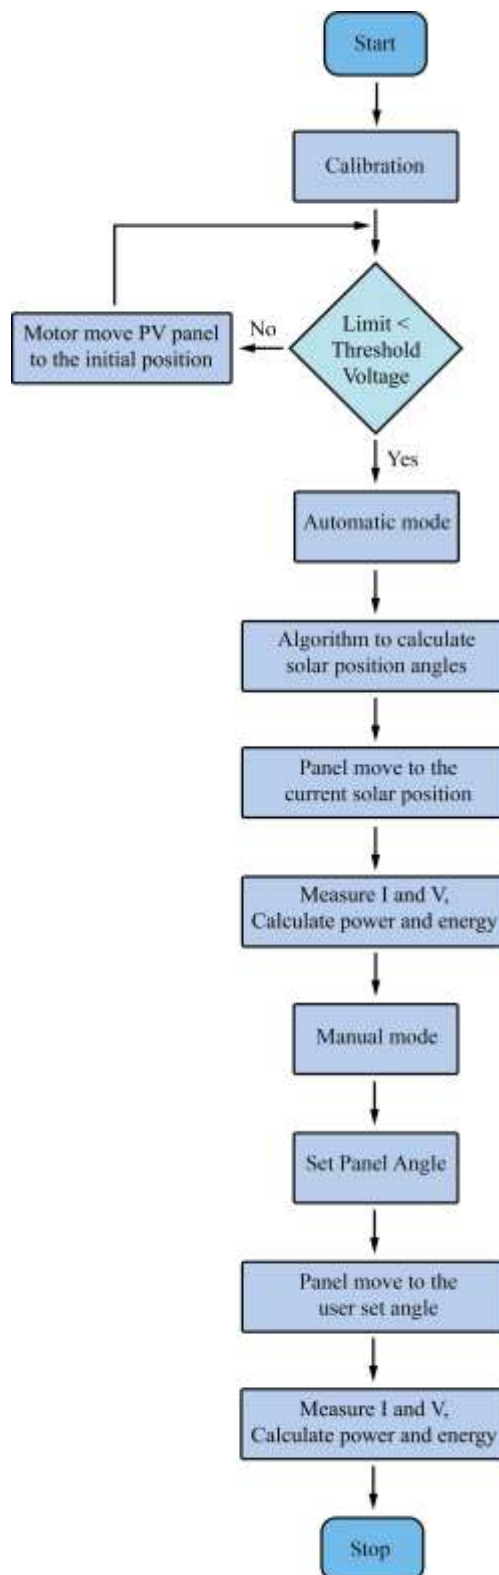 Start
Calibration
Motor move PV panel
to the initial position
No
Limit <
Threshold
Voltage
Yes
Automatic mode
Algorithm to calculate
solar position angles
Panel move to the
current solar position
Measure I and V,
Calculate power and energy
Manual mode
Set Panel Angle
Panel move to the
user set angle
Measure I and V,
Calculate power and energy
Stop